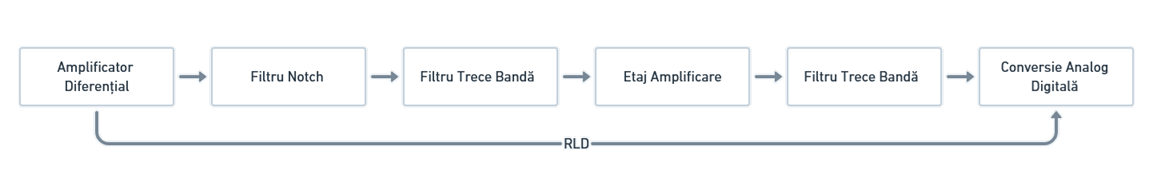 Amplificator
Diferențial
Filtru Notch
Filtru Trece Bandă
Etaj Amplificare
Filtru Trece Bandă
Conversie Analog
Digitală
RLD